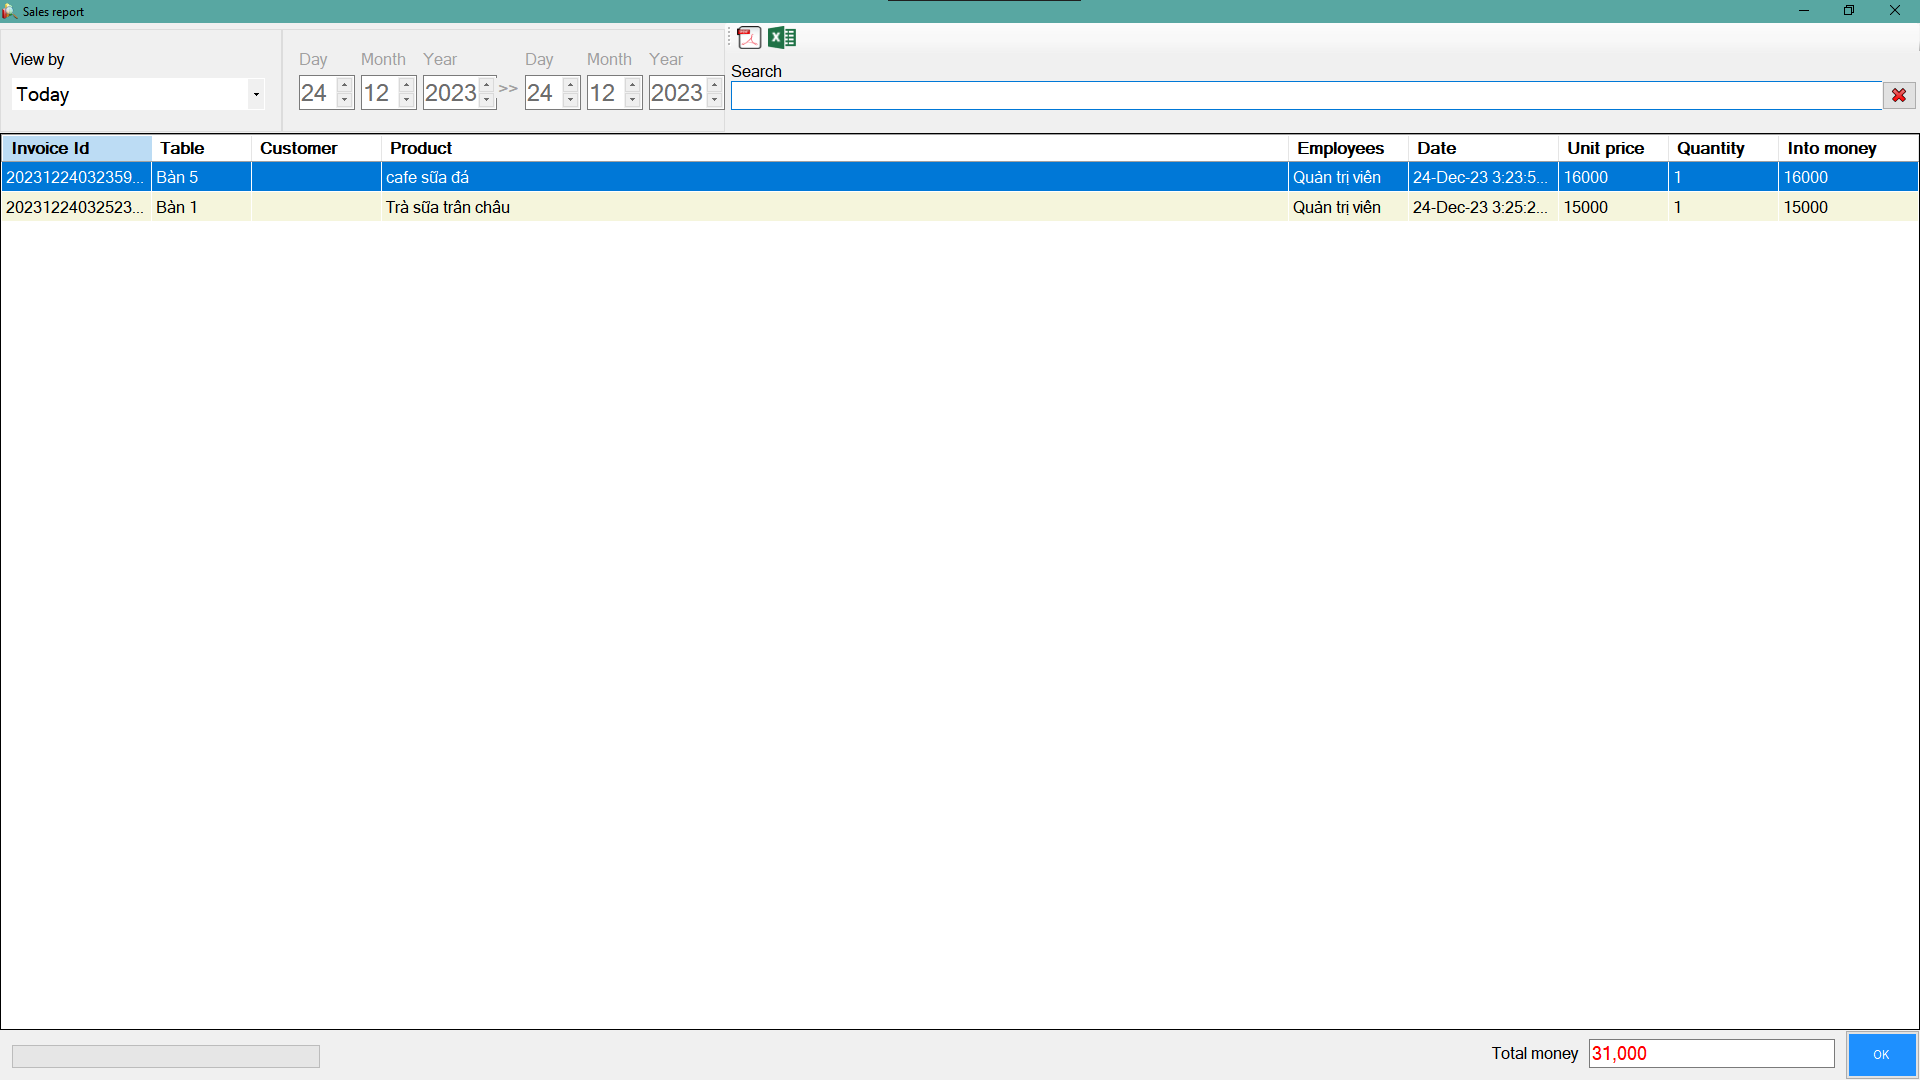 Sales report
View by
Today
Day Month Year Day Month Year
24 12 2023 >> 24 12 2023
Search
Invoice Id Table Customer Product Employees Date Unit price Quantity Into money
20231224032359... Bàn 5 cafe sữa đá Quản trị viên 24-Dec-23 3:23:5... 16000 1 16000
20231224032523... Bàn 1 Trà sữa trân châu Quản trị viên 24-Dec-23 3:25:2... 15000 1 15000
Total money 31,000
OK